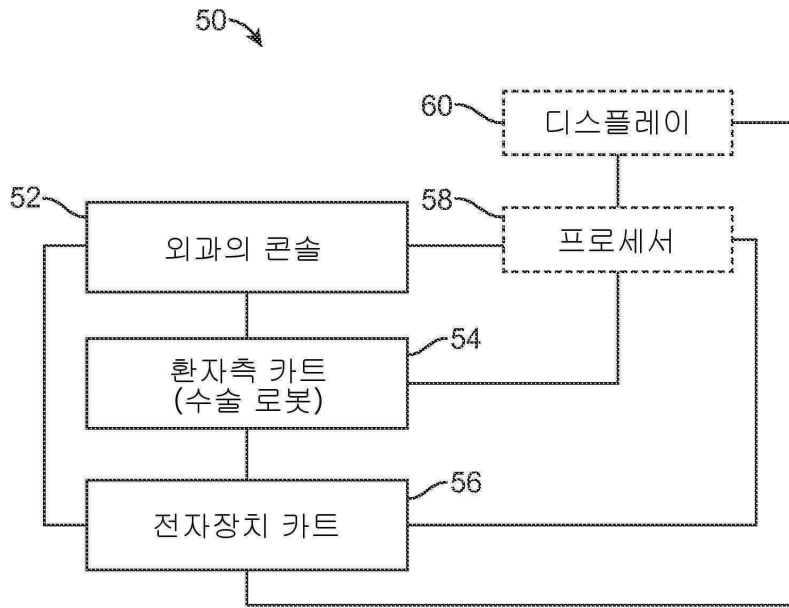 50
60
디스플레이
52
58
외과의 콘솔
프로세서
54
환자측 카트
(수술 로봇)
56
전자장치 카트